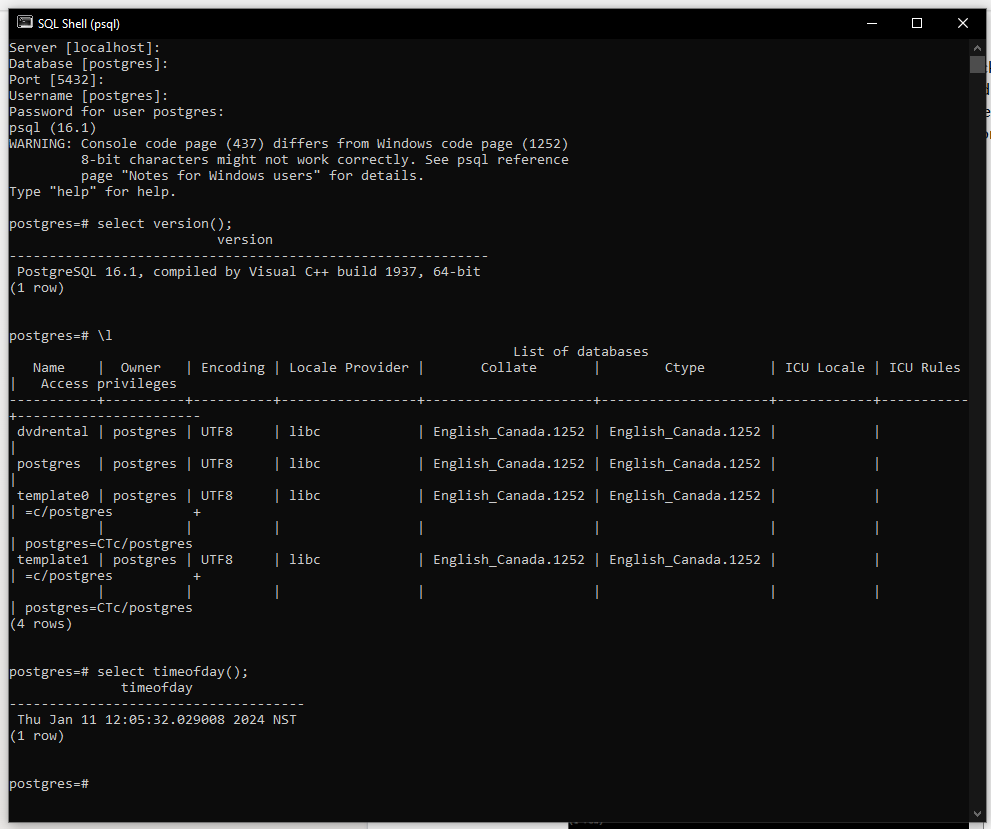 SQL Shell (psql)
Server [localhost]:
Database [postgres]:
Port [5432]:
Username [postgres]:
Password for user postgres:
psql (16.1)
WARNING: Console code page (437) differs from Windows code page (1252)
         8-bit characters might not work correctly. See psql reference
         page "Notes for Windows users" for details.
Type "help" for help.

postgres=# select version();
                          version
------------------------------------------------------------
 PostgreSQL 16.1, compiled by Visual C++ build 1937, 64-bit
(1 row)

postgres=# \l
                                                               List of databases
   Name    |  Owner   | Encoding | Locale Provider |       Collate       |        Ctype        | ICU Locale | ICU Rules
|   Access privileges
-----------+----------+----------+-----------------+---------------------+---------------------+------------+-----------
+-----------------------
 dvdrental | postgres | UTF8     | libc            | English_Canada.1252 | English_Canada.1252 |            |
|
 postgres  | postgres | UTF8     | libc            | English_Canada.1252 | English_Canada.1252 |            |
|
 template0 | postgres | UTF8     | libc            | English_Canada.1252 | English_Canada.1252 |            |
| =c/postgres          +
           |          |          |                 |                     |                     |            |
| postgres=CTc/postgres
 template1 | postgres | UTF8     | libc            | English_Canada.1252 | English_Canada.1252 |            |
| =c/postgres          +
           |          |          |                 |                     |                     |            |
| postgres=CTc/postgres
(4 rows)

postgres=# select timeofday();
              timeofday
-------------------------------------
 Thu Jan 11 12:05:32.029008 2024 NST
(1 row)

postgres=#